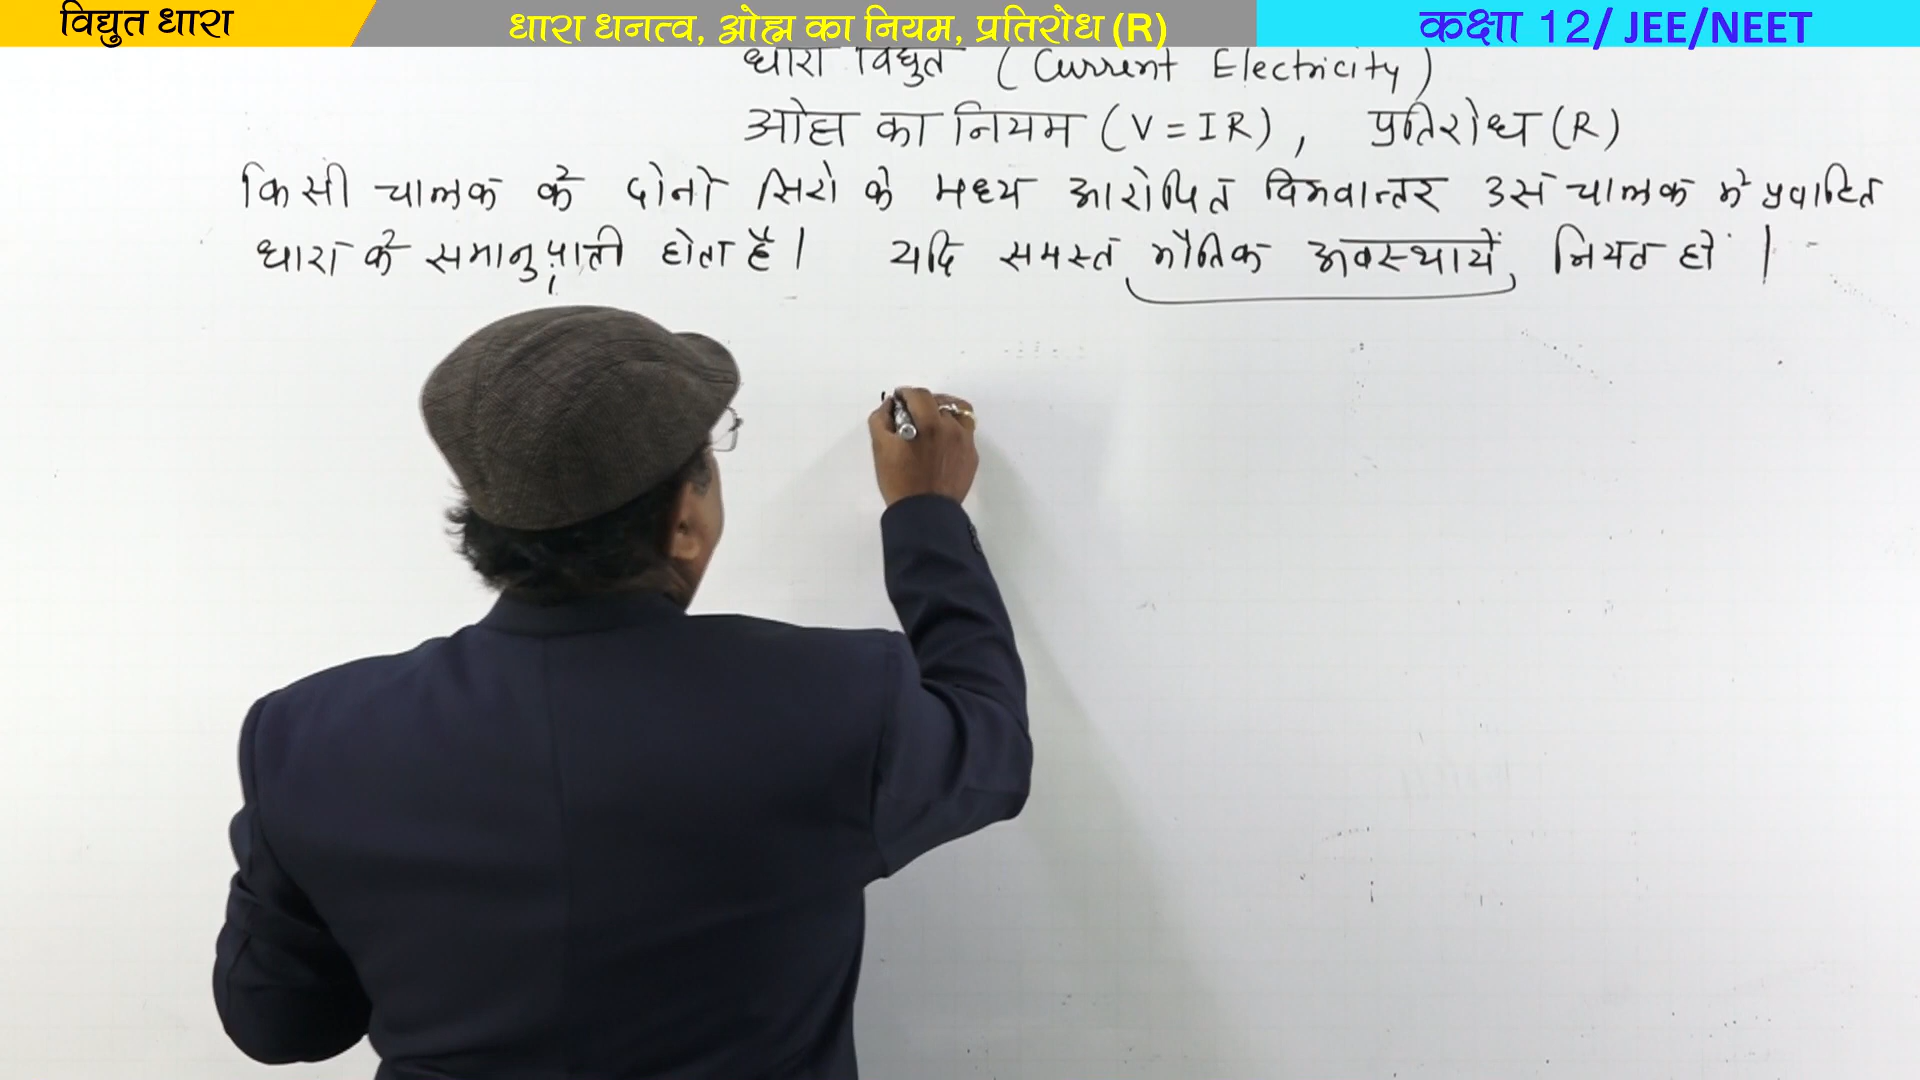 विद्युत धारा
धारा धनत्व, ओह्म का नियम, प्रतिरोध (R)
कक्षा 12/ JEE/NEET
धारा विद्युत (Current Electricity)
ओह्म का नियम (V = IR), प्रतिरोध (R)
किसी चालक के दोनो सिरो के मध्य आरोपित विभवान्तर उस चालक मे प्रवाहित
धारा के समानुपाती होता है। यदि समस्त भौतिक अवस्थायें नियत हो।